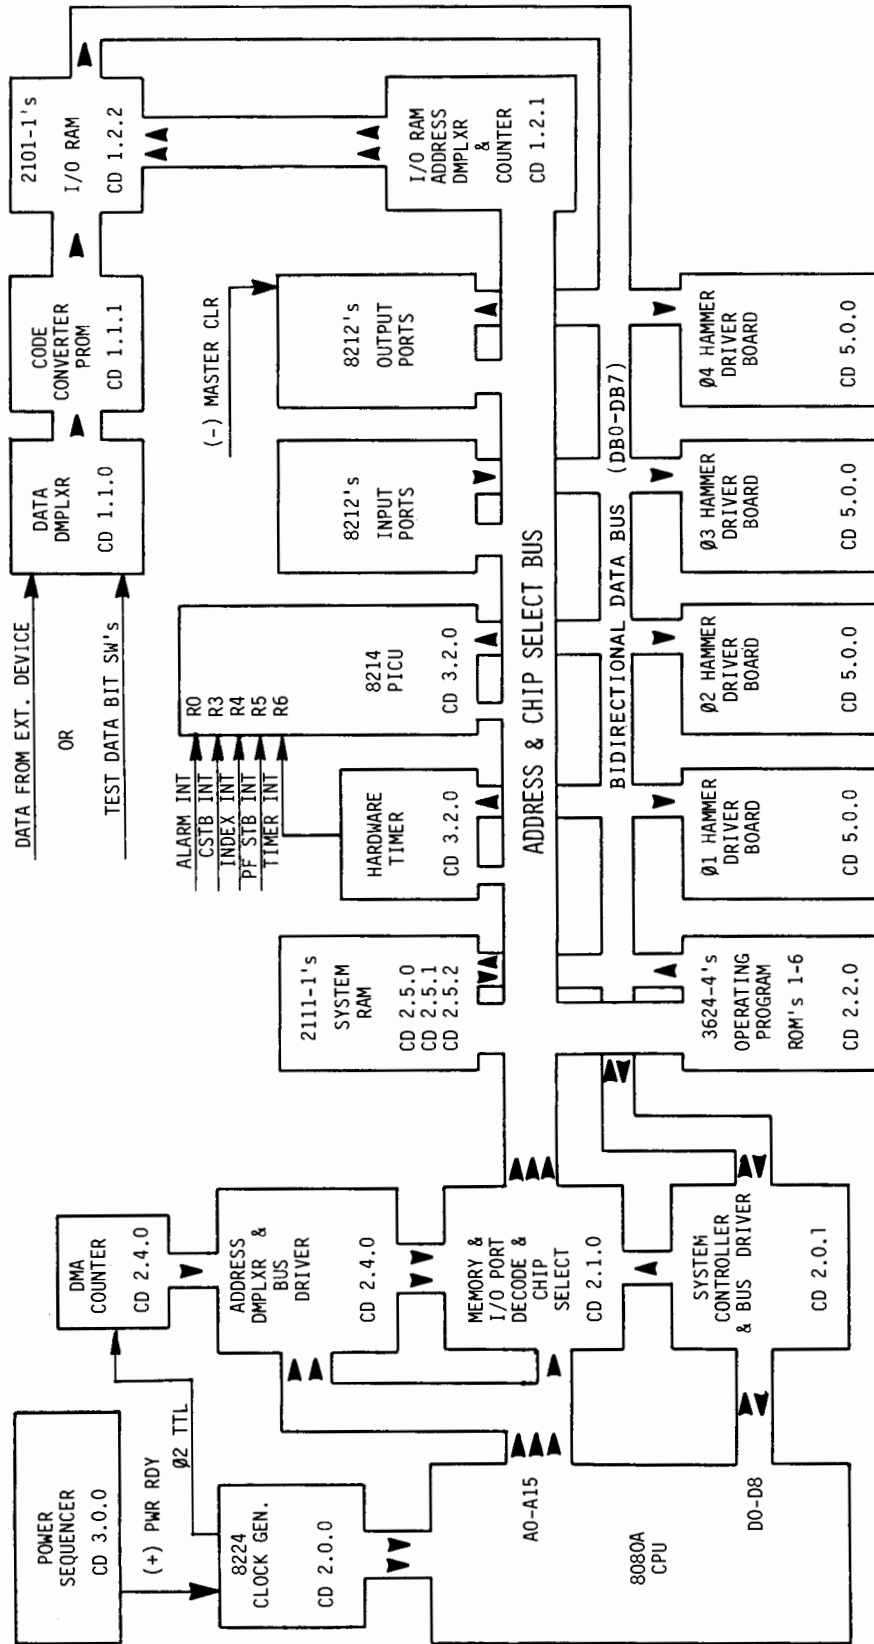 DATA FROM EXT. DEVICE
OR
TEST DATA BIT SW's
DATA
DMPLXR
CD 1.1.0
CODE
CONVERTER
PROM
CD 1.1.1
2101-1's
I/O RAM
CD 1.2.2
I/O RAM
ADDRESS
DMPLXR
&
COUNTER
CD 1.2.1
POWER
SEQUENCER
CD 3.0.0
(+) PWR RDY
Ø2 TTL
8224
CLOCK GEN.
CD 2.0.0
DMA
COUNTER
CD 2.4.0
ADDRESS
DMPLXR &
BUS
DRIVER
CD 2.4.0
MEMORY &
I/O PORT
DECODE &
CHIP
SELECT
CD 2.1.0
SYSTEM
CONTROLLER
& BUS DRIVER
CD 2.0.1
A0-A15
8080A
CPU
D0-D8
2111-1's
SYSTEM
RAM
CD 2.5.0
CD 2.5.1
CD 2.5.2
HARDWARE
TIMER
CD 3.2.0
ALARM INT
CSTB INT
INDEX INT
PF STB INT
TIMER INT
R0
R3
R4
R5
R6
8214
PICU
CD 3.2.0
8212's
INPUT
PORTS
(-) MASTER CLR
8212's
OUTPUT
PORTS
ADDRESS & CHIP SELECT BUS
BIDIRECTIONAL DATA BUS (DB0-DB7)
3624-4's
OPERATING
PROGRAM
ROM's 1-6
CD 2.2.0
Ø1 HAMMER
DRIVER
BOARD
CD 5.0.0
Ø2 HAMMER
DRIVER
BOARD
CD 5.0.0
Ø3 HAMMER
DRIVER
BOARD
CD 5.0.0
Ø4 HAMMER
DRIVER
BOARD
CD 5.0.0